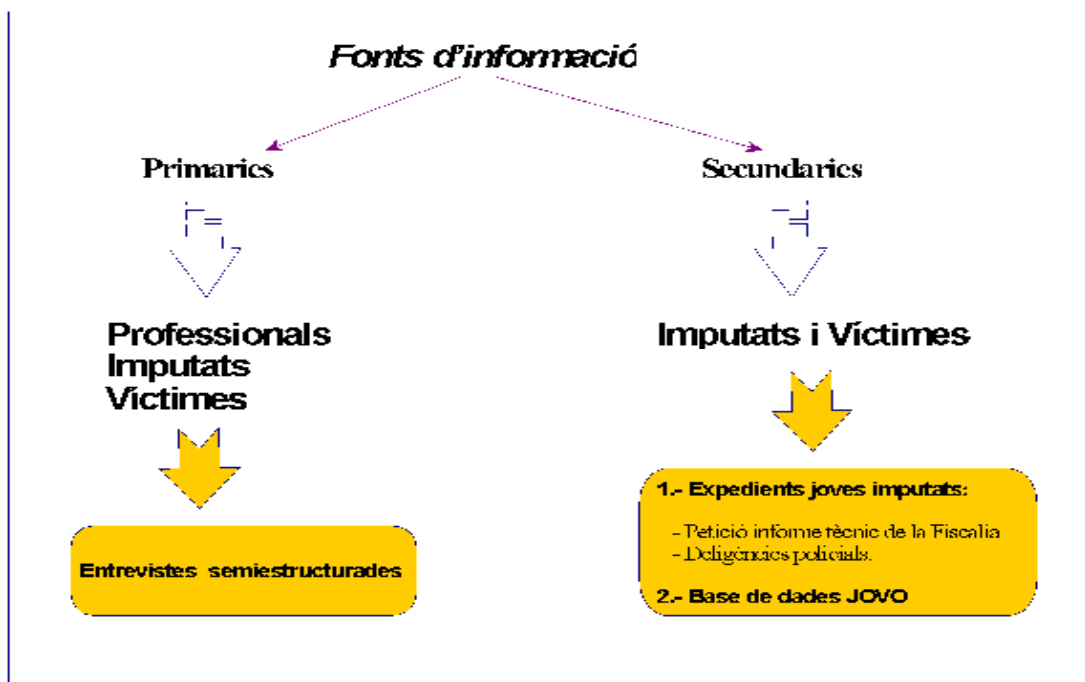 Fonts d'informació
Primaries
Secundaries
Professionals
Imputats
Víctimes
Imputats i Víctimes
Entrevistes semiestructurades
1.- Expedients joves imputats:
- Petició informe tècnic de la Fiscalia
- Deligències policials.
2.- Base de dades JOVO